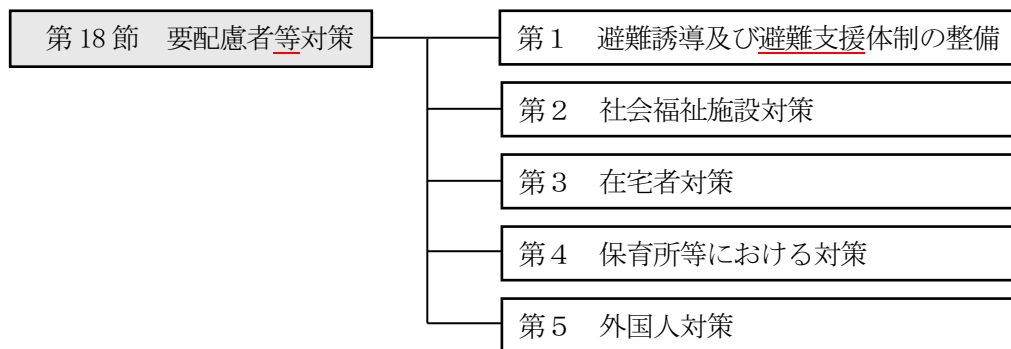 第18節　要配慮者等対策
第１　避難誘導及び避難支援体制の整備
第２　社会福祉施設対策
第３　在宅者対策
第４　保育所等における対策
第５　外国人対策